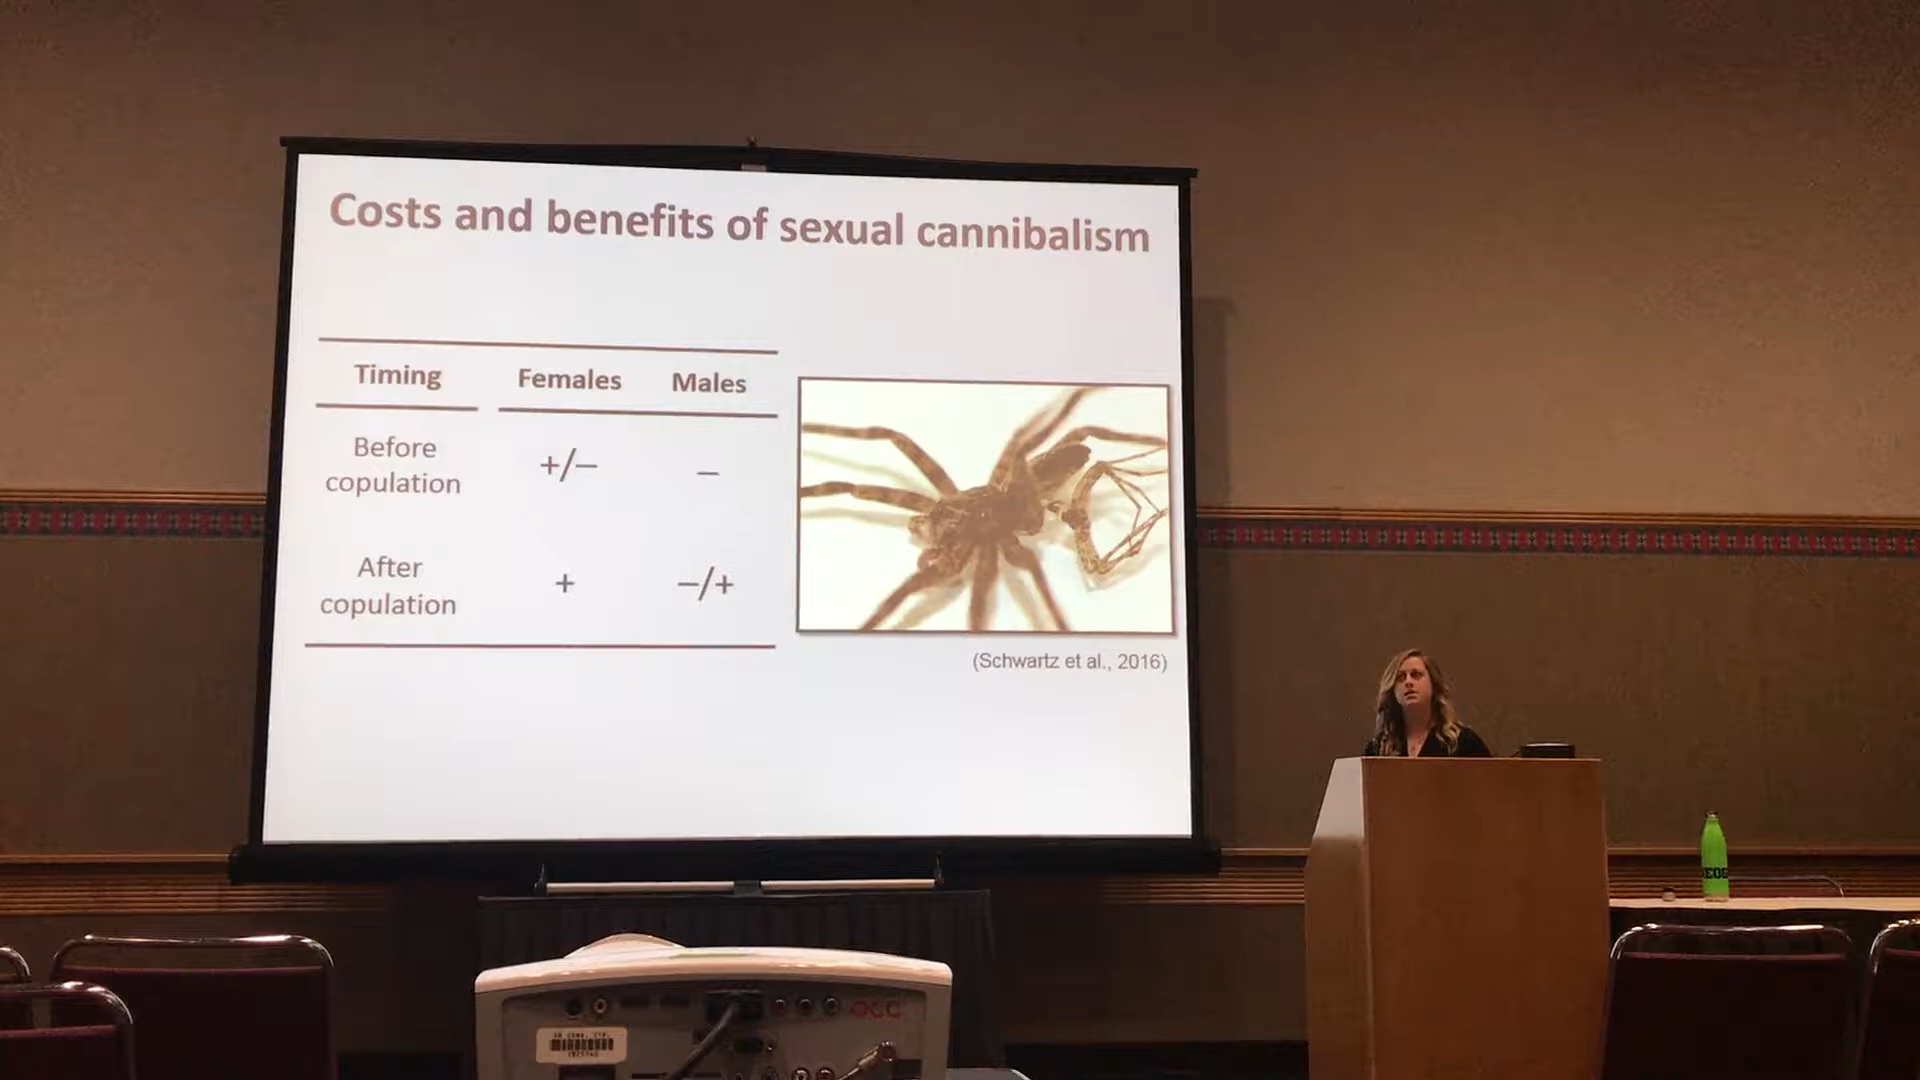 Costs and benefits of sexual cannibalism
Timing Females Males
Before
copulation
+/– –
After
copulation
+ –/+
(Schwartz et al., 2016)